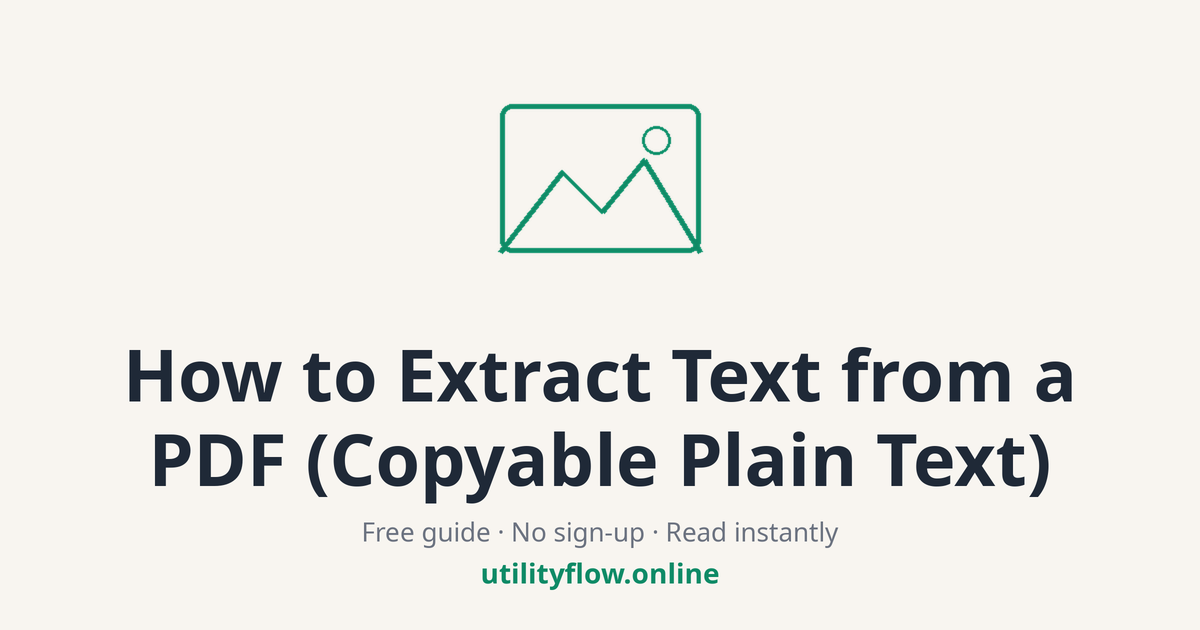 How to Extract Text from a
PDF (Copyable Plain Text)
Free guide · No sign-up · Read instantly
utilityflow.online